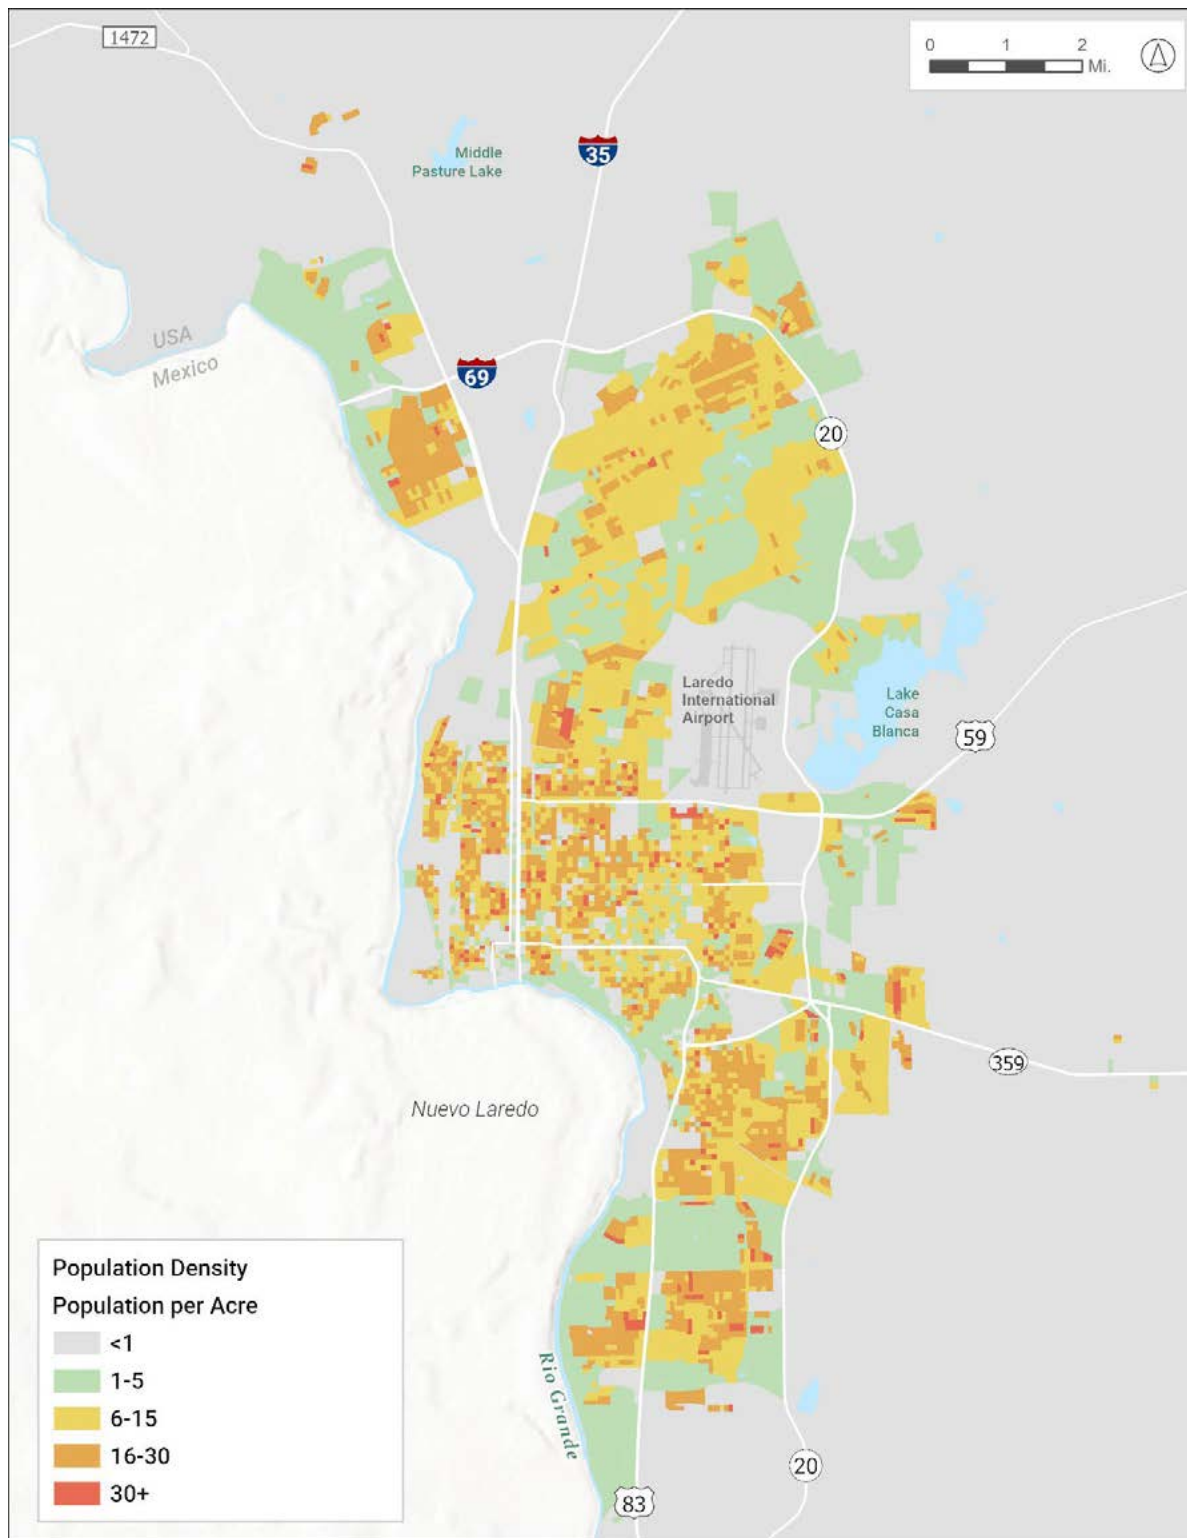 1472
0 1 2
Mi.
35
Middle
Pasture Lake
USA
Mexico
69
20
Laredo
International
Airport
Lake
Casa
Blanca
59
359
Nuevo Laredo
Population Density
Population per Acre
<1
1-5
6-15
16-30
30+
Rio Grande
20
83